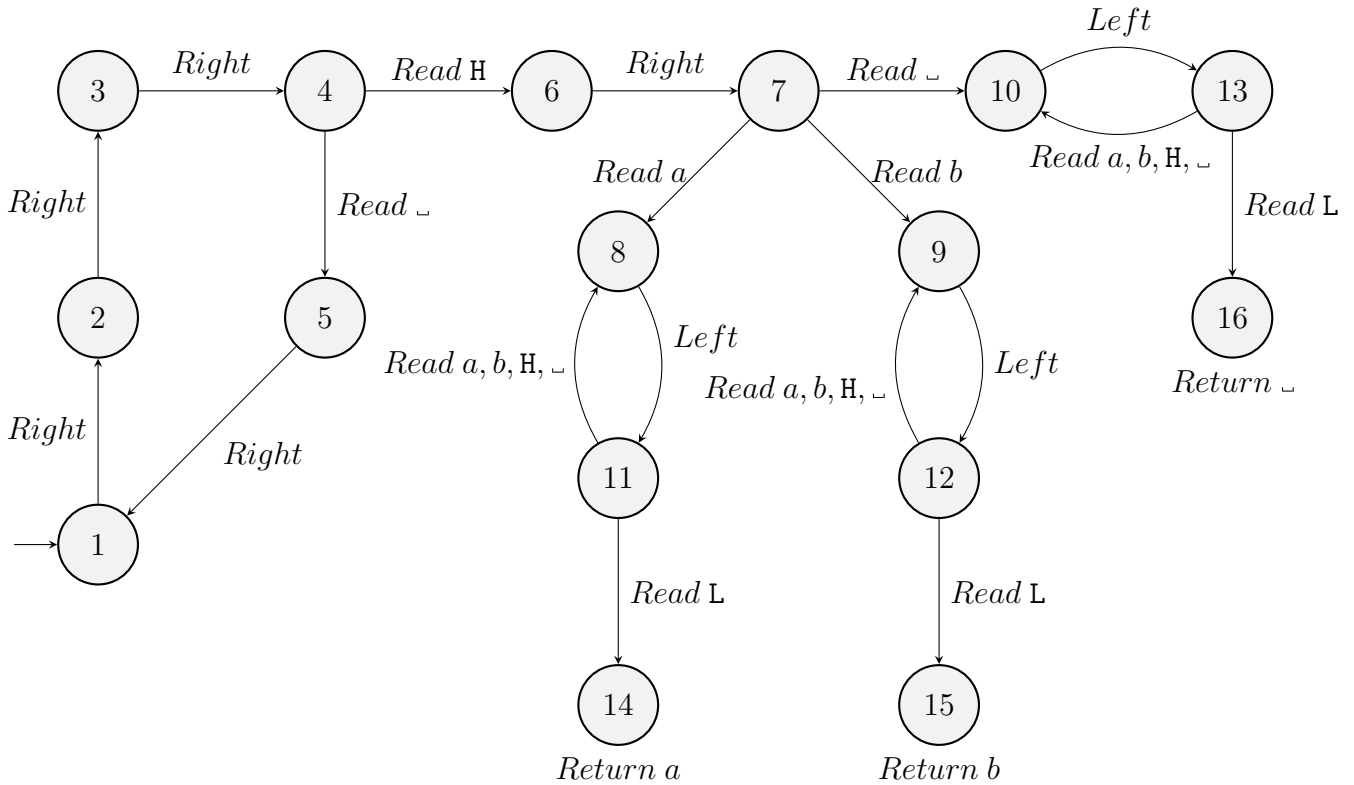 Left
Right
Read H
Right
Read ␣
3
4
6
7
10
13
Read a, b, H, ␣
Read a
Read b
Right
Read ␣
Read L
8
9
2
5
16
Left
Read a, b, H, ␣
Left
Read a, b, H, ␣
Return ␣
Right
Right
11
12
1
Read L
Read L
14
15
Return a
Return b